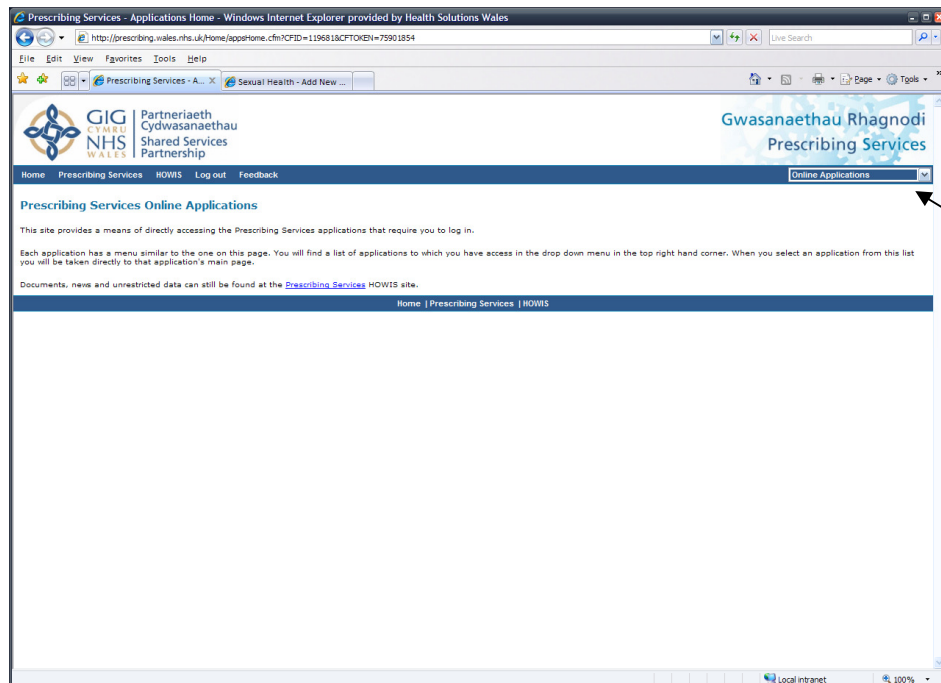 Prescribing Services - Applications Home - Windows Internet Explorer provided by Health Solutions Wales
http://prescribing.wales.nhs.uk/Home/appsHome.cfm?CFID=119681&CFTOKEN=75901854
Live Search
File Edit View Favorites Tools Help
Prescribing Services - A... X
Sexual Health - Add New ...
Page
Tools
GIG
CYMRU
NHS
WALES
Partneriaeth
Cydwasanaethau
Shared Services
Partnership
Gwasanaethau Rhagnodi
Prescribing Services
Home Prescribing Services HOWIS Log out Feedback
Online Applications
Prescribing Services Online Applications
This site provides a means of directly accessing the Prescribing Services applications that require you to log in.
Each application has a menu similar to the one on this page. You will find a list of applications to which you have access in the drop down menu in the top right hand corner. When you select an application from this list
you will be taken directly to that application's main page.
Documents, news and unrestricted data can still be found at the Prescribing Services HOWIS site.
Home | Prescribing Services | HOWIS
Local intranet
100%